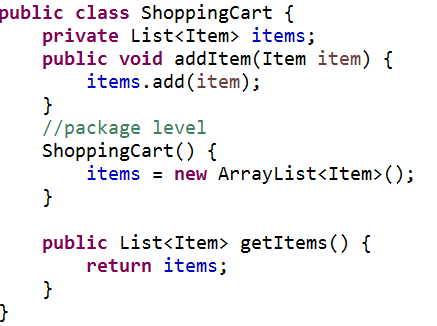 public class ShoppingCart {
    private List<Item> items;
    public void addItem(Item item) {
        items.add(item);
    }
    //package level
    ShoppingCart() {
        items = new ArrayList<Item>();
    }

    public List<Item> getItems() {
        return items;
    }
}